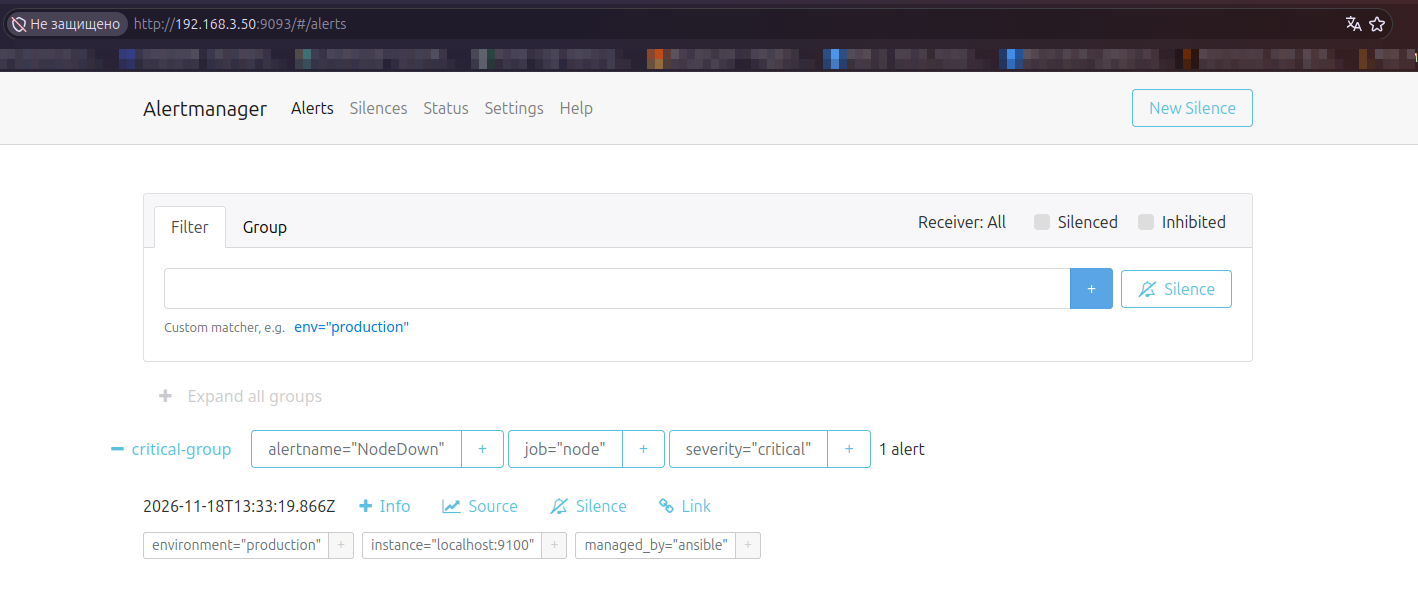 Не защищено http://192.168.3.50:9093/#/alerts
Alertmanager Alerts Silences Status Settings Help New Silence
Filter Group Receiver: All Silenced Inhibited
+ Silence
Custom matcher, e.g. env="production"
+ Expand all groups
critical-group alertname="NodeDown" + job="node" + severity="critical" + 1 alert
2026-11-18T13:33:19.866Z + Info Source Silence Link
environment="production" + instance="localhost:9100" + managed_by="ansible" +